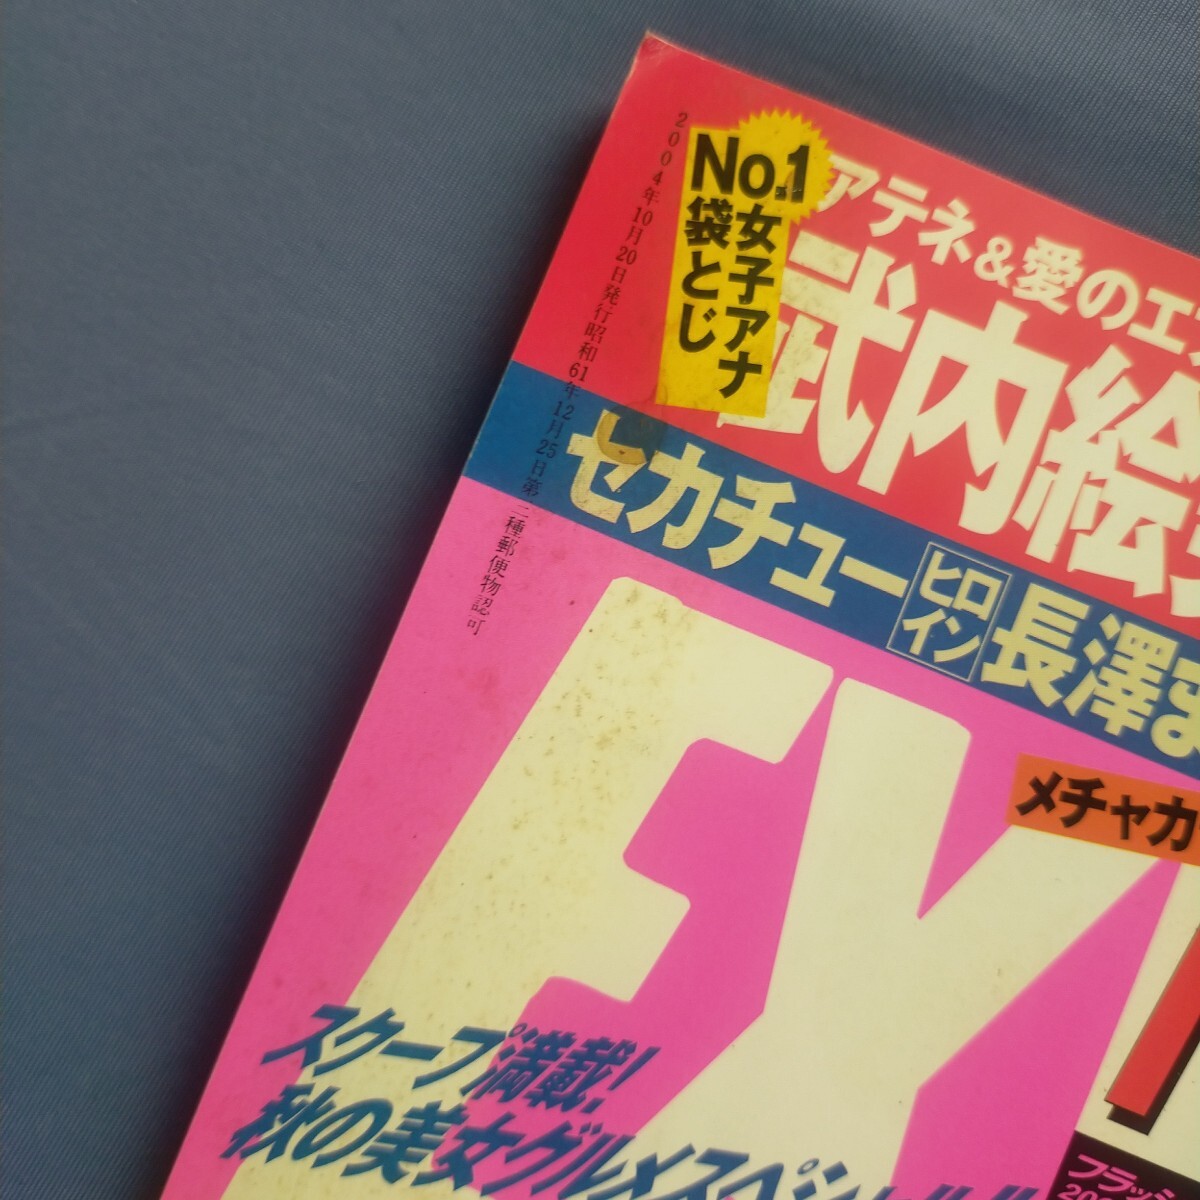 2004年10月20日発行昭和61年12月25日第三種郵便物認可
No.1女子アナ
袋とじ
アテネ&愛のエ
武内絵
セカチュー
ヒロ
イン
長澤ま
メチャカ
EX
スクープ満載!
秋の美女グルメスペシャル
フラッシ